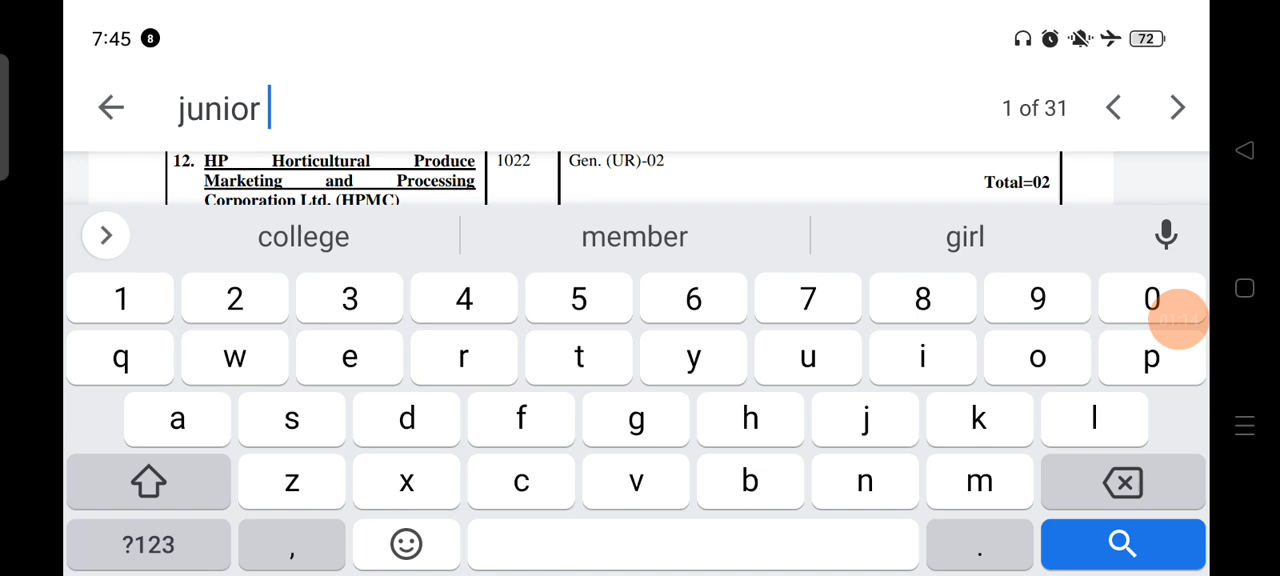 7:45 8 72
junior 1 of 31
12. HP Horticultural Produce 1022 Gen. (UR)-02
Marketing and Processing Total=02
Corporation Ltd. (HPMC)
college member girl
1 2 3 4 5 6 7 8 9 0
01:14
q w e r t y u i o p
a s d f g h j k l
z x c v b n m
?123 , .